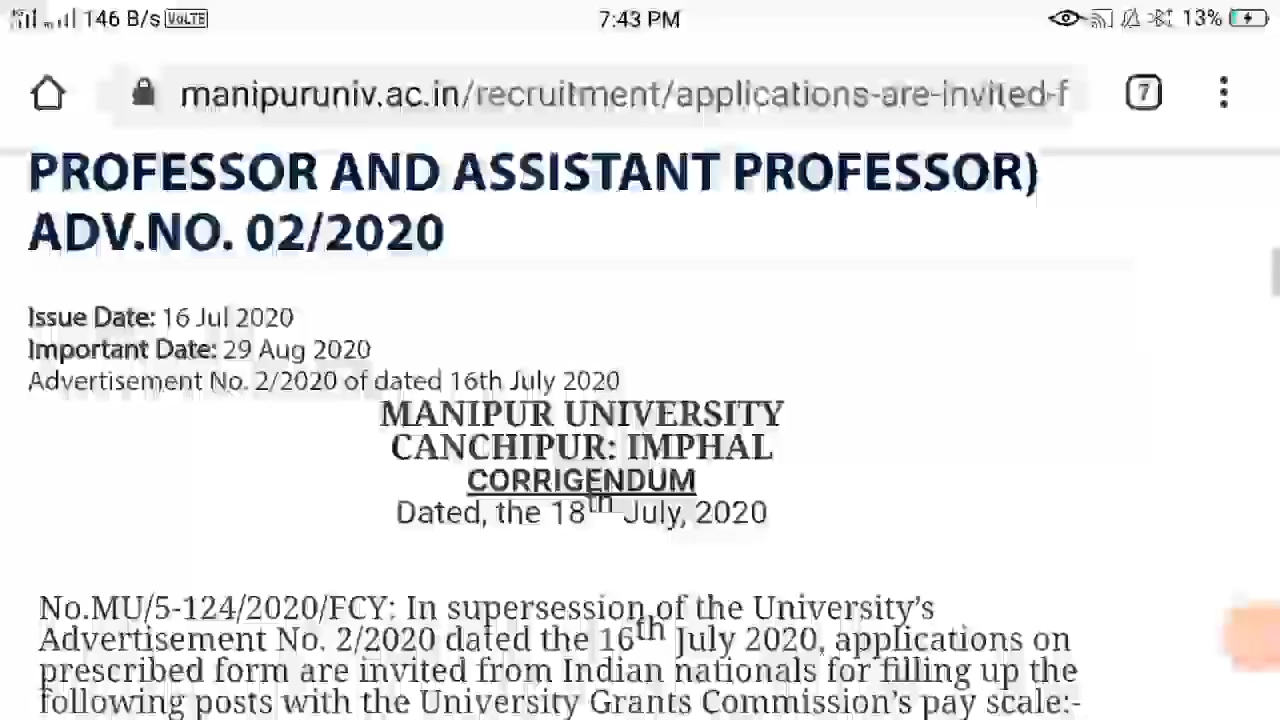 146 B/s VoLTE 7:43 PM 13%
manipuruniv.ac.in/recruitment/applications-are-invited-f 7
PROFESSOR AND ASSISTANT PROFESSOR)
ADV.NO. 02/2020
Issue Date: 16 Jul 2020
Important Date: 29 Aug 2020
Advertisement No. 2/2020 of dated 16th July 2020
MANIPUR UNIVERSITY
CANCHIPUR: IMPHAL
CORRIGENDUM
Dated, the 18th July, 2020
No.MU/5-124/2020/FCY: In supersession of the University’s
Advertisement No. 2/2020 dated the 16th July 2020, applications on
prescribed form are invited from Indian nationals for filling up the
following posts with the University Grants Commission’s pay scale:-